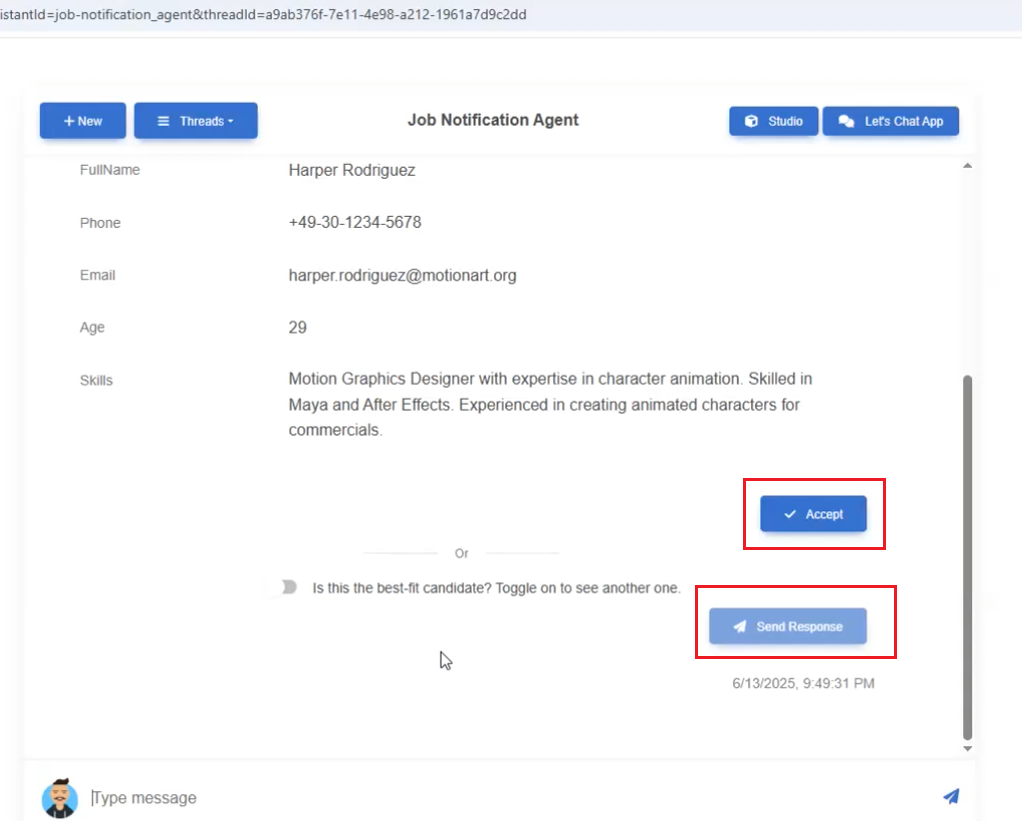 istantId=job-notification_agent&threadId=a9ab376f-7e11-4e98-a212-1961a7d9c2dd
+ New
Threads
Job Notification Agent
Studio
Let's Chat App
FullName
Harper Rodriguez
Phone
+49-30-1234-5678
Email
harper.rodriguez@motionart.org
Age
29
Skills
Motion Graphics Designer with expertise in character animation. Skilled in
Maya and After Effects. Experienced in creating animated characters for
commercials.
Accept
Or
Is this the best-fit candidate? Toggle on to see another one.
Send Response
6/13/2025, 9:49:31 PM
Type message